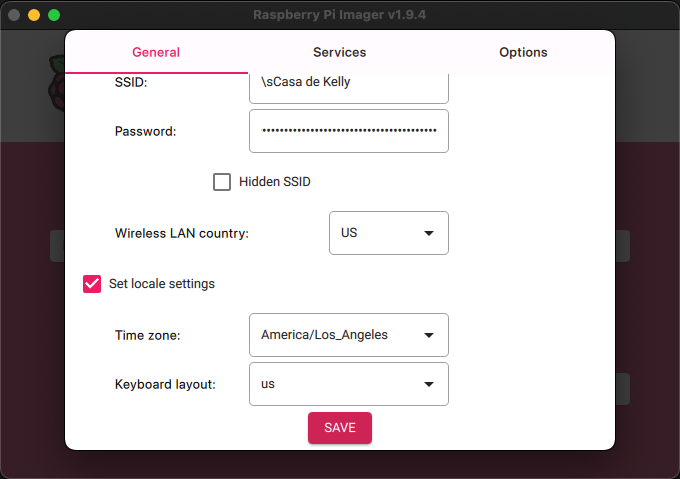 Raspberry Pi Imager v1.9.4
General Services Options
SSID: \sCasa de Kelly
Password: ••••••••••••••••••••••••••••••••••••••••
Hidden SSID
Wireless LAN country: US
Set locale settings
Time zone: America/Los_Angeles
Keyboard layout: us
SAVE